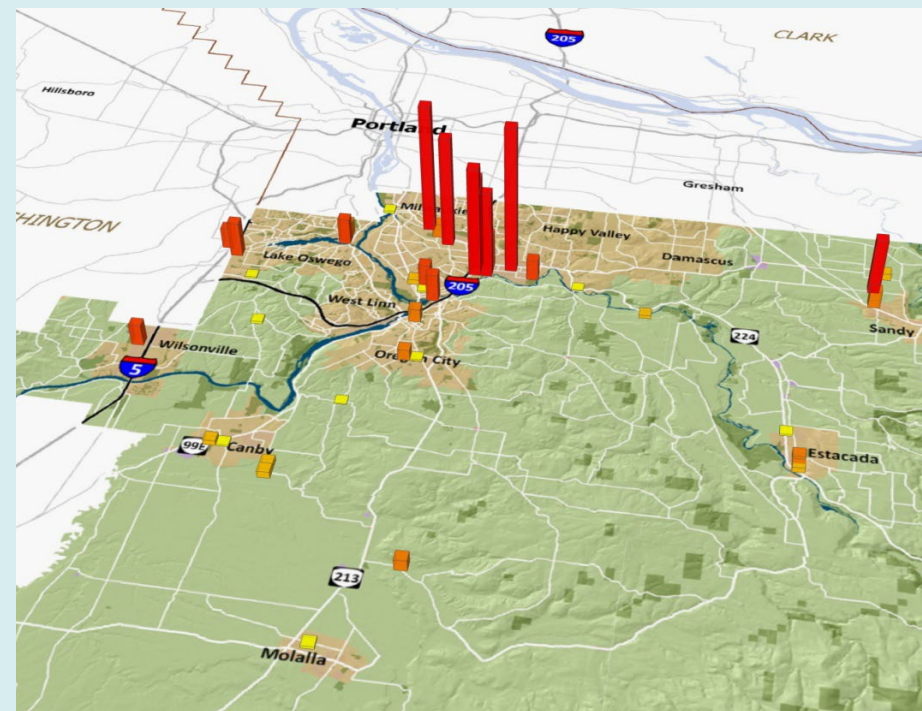 205
CLARK
Hillsboro
Portland
Gresham
HINGTON
Milwaukie
Happy Valley
Lake Oswego
Damascus
205
West Linn
224
Sandy
Wilsonville
Oregon City
5
99E
Canby
Estacada
213
Molalla